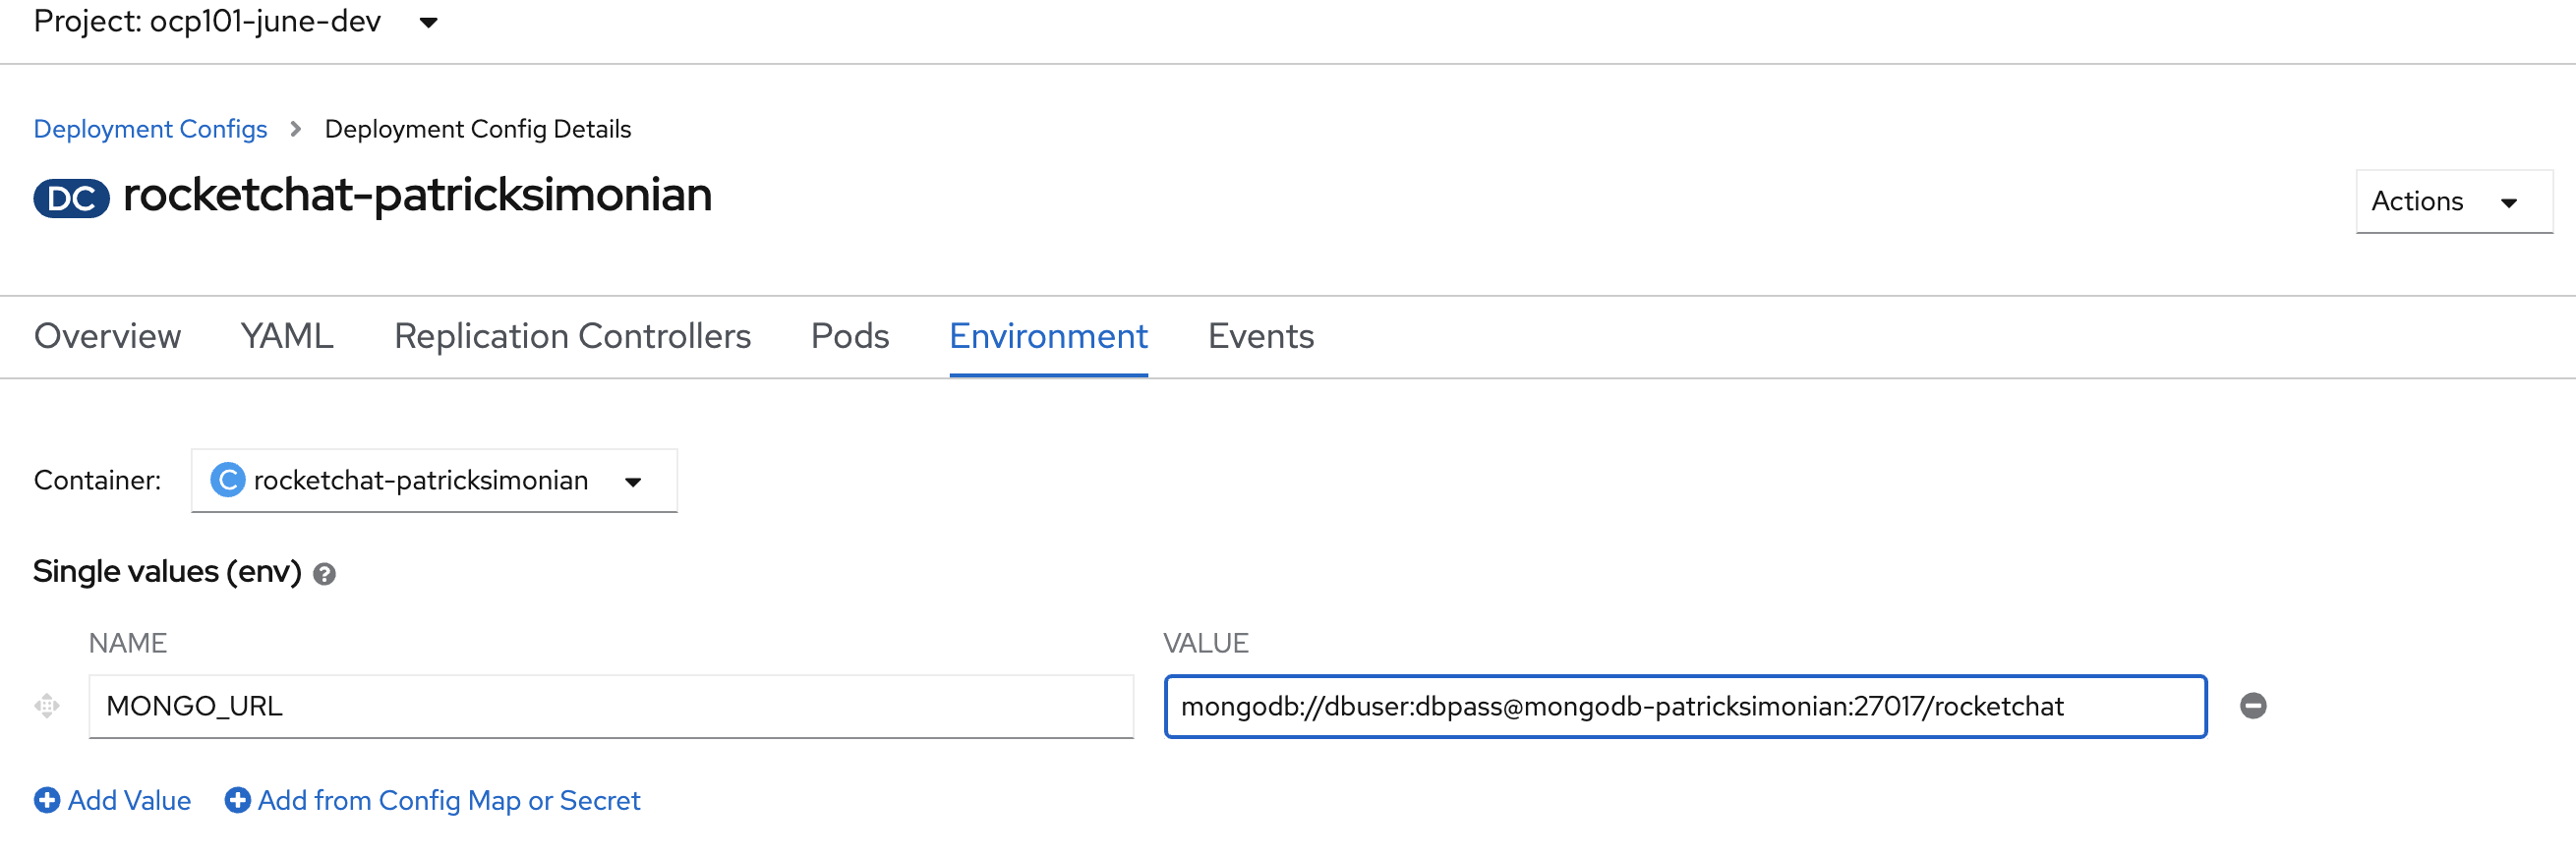 Project: ocp101-june-dev
Deployment Configs > Deployment Config Details
DC rocketchat-patricksimonian
Actions
Overview YAML Replication Controllers Pods Environment Events
Container: C rocketchat-patricksimonian
Single values (env) ?
NAME VALUE
MONGO_URL mongodb://dbuser:dbpass@mongodb-patricksimonian:27017/rocketchat
Add Value Add from Config Map or Secret